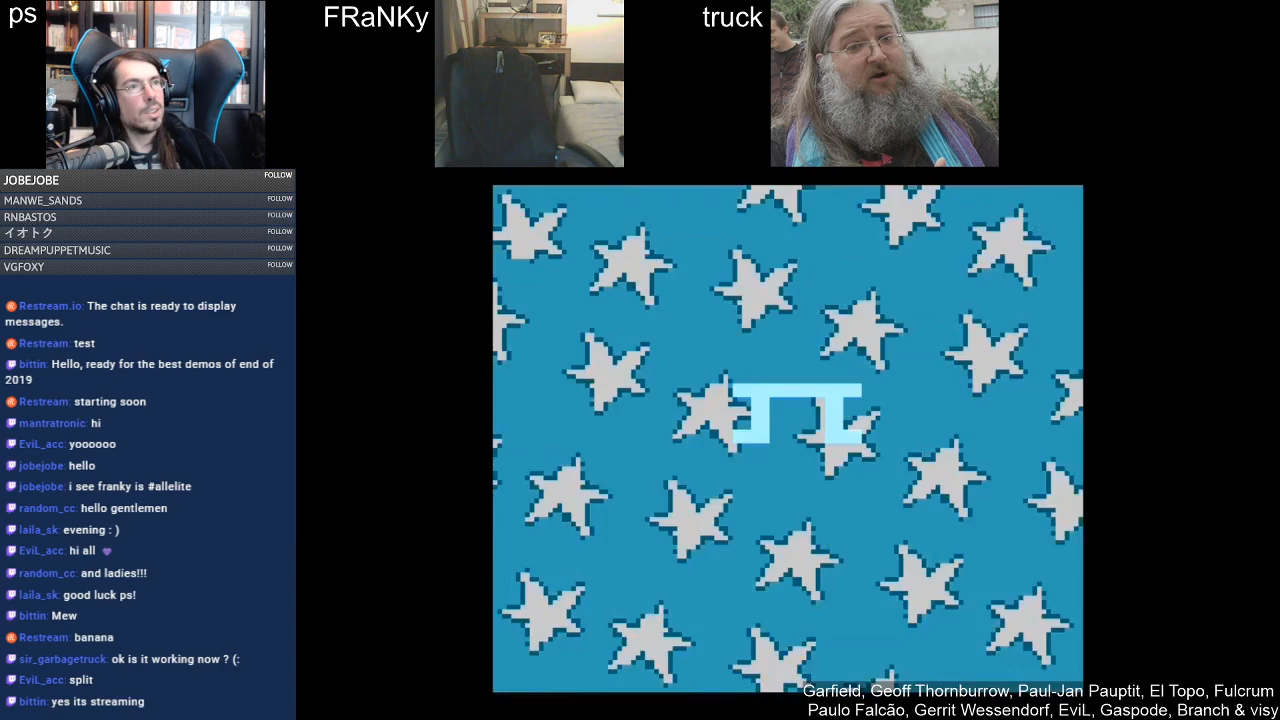 ps
FRaNKy
truck
JOBEJOBE FOLLOW
MANWE_SANDS FOLLOW
RNBASTOS FOLLOW
イオトク FOLLOW
DREAMPUPPETMUSIC FOLLOW
VGFOXY FOLLOW
Restream.io: The chat is ready to display
messages.
Restream: test
bittin: Hello, ready for the best demos of end of
2019
Restream: starting soon
mantratronic: hi
EviL_acc: yoooooo
jobejobe: hello
jobejobe: i see franky is #allelite
random_cc: hello gentlemen
laila_sk: evening : )
EviL_acc: hi all 💜
random_cc: and ladies!!!
laila_sk: good luck ps!
bittin: Mew
Restream: banana
sir_garbagetruck: ok is it working now ? (:
EviL_acc: split
bittin: yes its streaming
Garfield, Geoff Thornburrow, Paul-Jan Pauptit, El Topo, Fulcrum
Paulo Falcão, Gerrit Wessendorf, EviL, Gaspode, Branch & visy